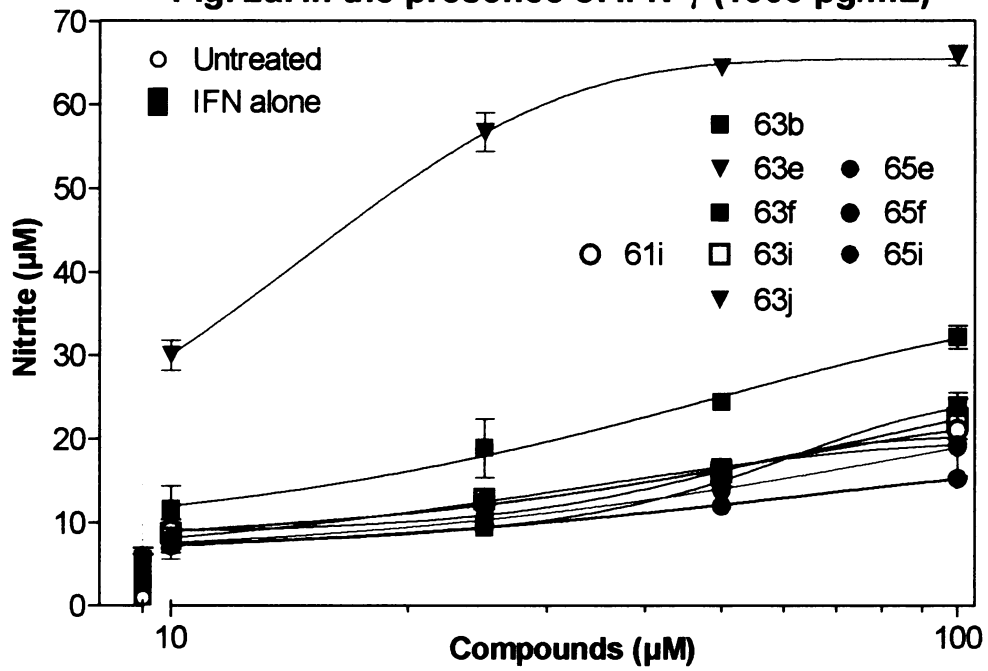 70
60
50
40
30
20
10
0
Nitrite (µM)
Untreated
IFN alone
63b
63e
65e
63f
65f
61i
63i
65i
63j
10
100
Compounds (µM)